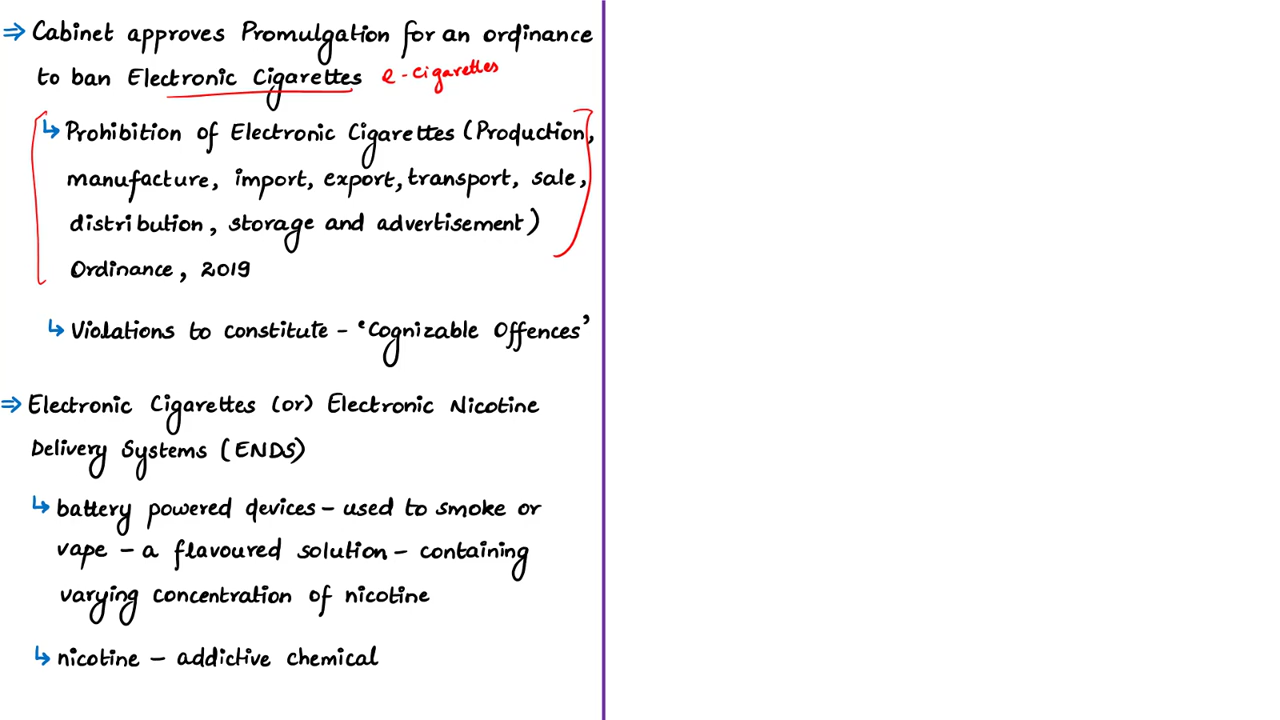 ⇒ Cabinet approves Promulgation for an ordinance
to ban Electronic Cigarettes e-cigarettes
↳ Prohibition of Electronic Cigarettes (Production,
manufacture, import, export, transport, sale,
distribution, storage and advertisement)
Ordinance, 2019
↳ Violations to constitute - 'Cognizable Offences'
⇒ Electronic Cigarettes (or) Electronic Nicotine
Delivery Systems (ENDS)
↳ battery powered devices - used to smoke or
vape - a flavoured solution - containing
varying concentration of nicotine
↳ nicotine - addictive chemical